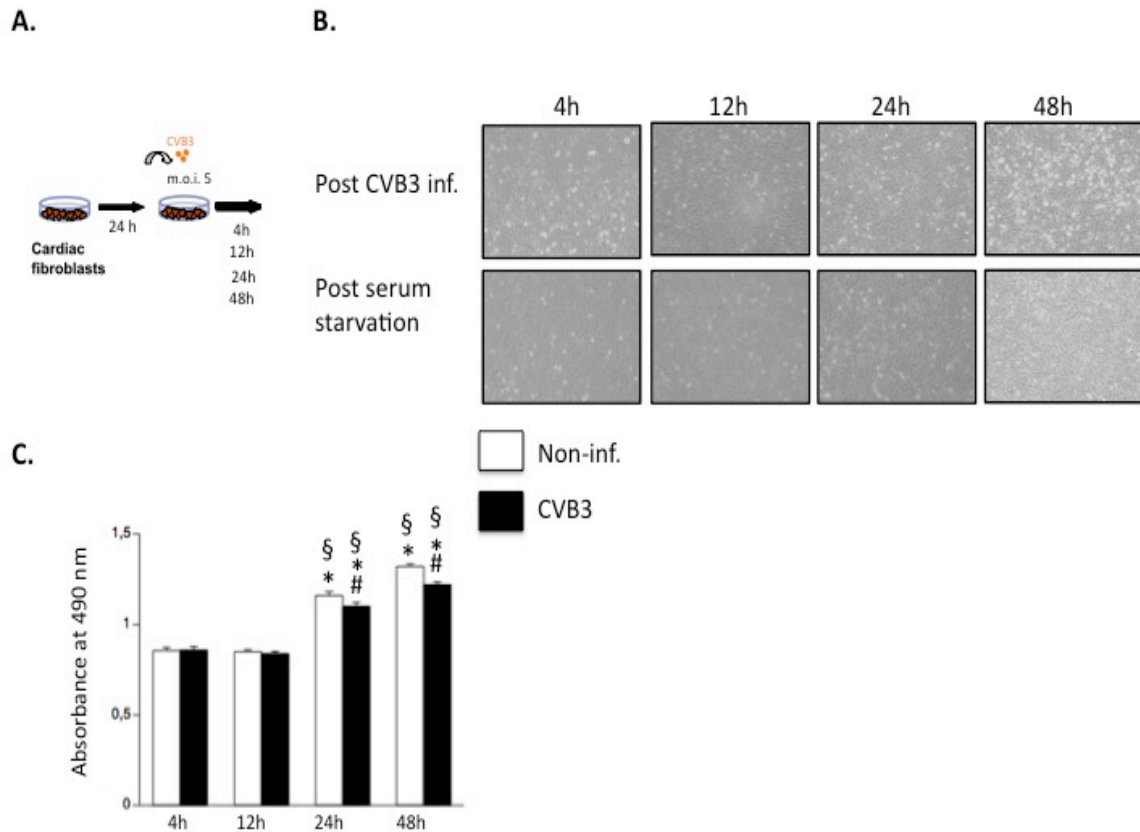 A.
CVB3
m.o.i. 5
24 h
4h
12h
24h
48h
Cardiac
fibroblasts
B.
4h 12h 24h 48h
Post CVB3 inf.
Post serum
starvation
C.
Non-inf.
CVB3
Absorbance at 490 nm
1,5
1
0,5
0
§ § § §
* * * *
# #
4h 12h 24h 48h